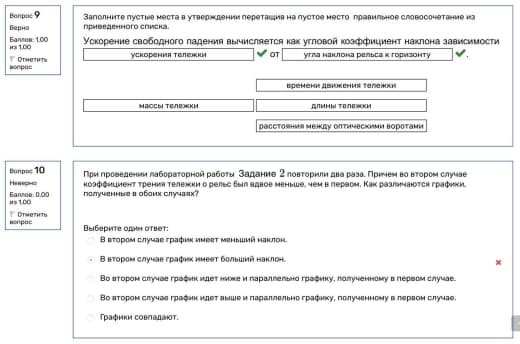 Вопрос 9
Верно
Баллов: 1,00
из 1,00
Отметить
вопрос
Заполните пустые места в утверждении перетащив на пустое место правильное словосочетание из
приведенного списка.
Ускорение свободного падения вычисляется как угловой коэффициент наклона зависимости
ускорения тележки от угла наклона рельса к горизонту.
времени движения тележки
массы тележки длины тележки
расстояния между оптическими воротами
Вопрос 10
Неверно
Баллов: 0,00
из 1,00
Отметить
вопрос
При проведении лабораторной работы Задание 2 повторили два раза. Причем во втором случае
коэффициент трения тележки о рельс был вдвое меньше, чем в первом. Как различаются графики,
полученные в обоих случаях?
Выберите один ответ:
В втором случае график имеет меньший наклон.
В втором случае график имеет больший наклон.
Во втором случае график идет ниже и параллельно графику, полученному в первом случае.
Во втором случае график идет выше и параллельно графику, полученному в первом случае.
Графики совпадают.